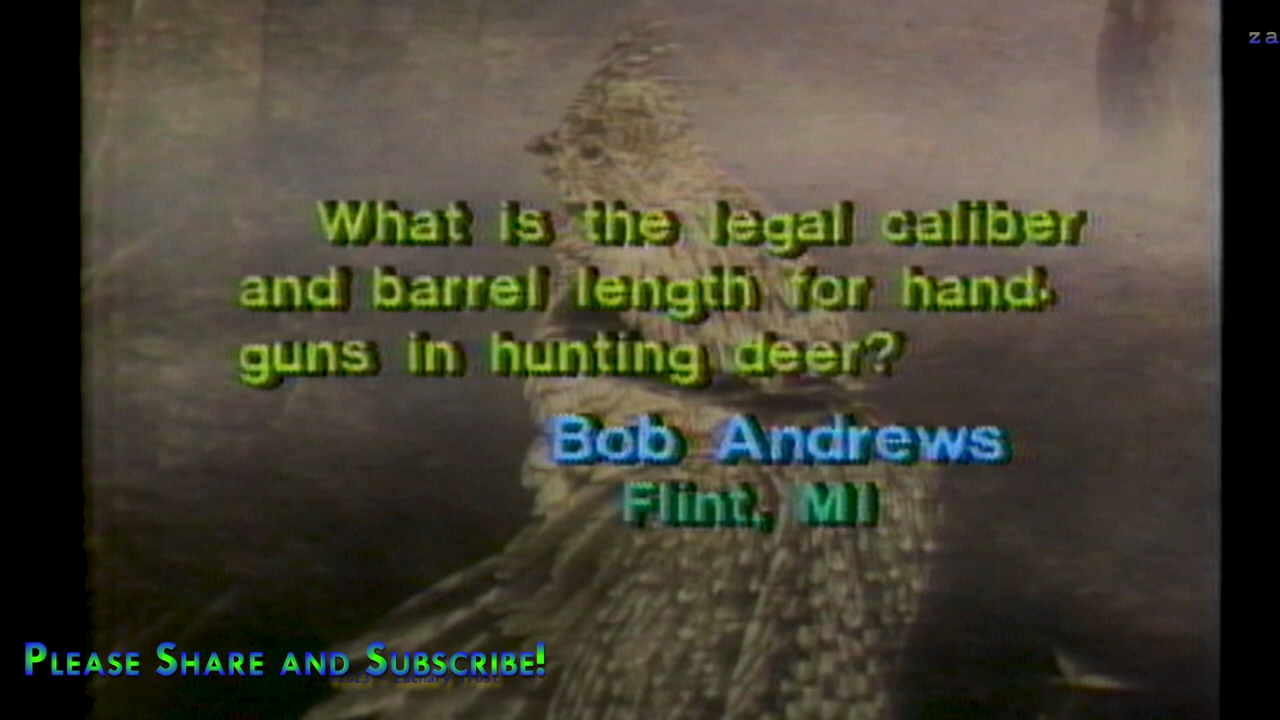 za
What is the legal caliber
and barrel length for hand-
guns in hunting deer?
Bob Andrews
Flint, MI
Please Share and Subscribe!